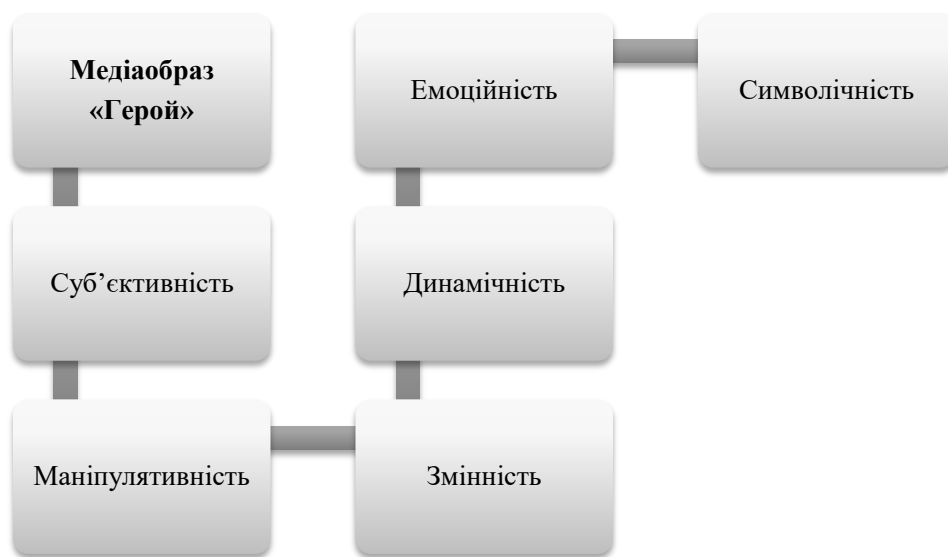 Медіаобраз
«Герой»
Суб’єктивність
Маніпулятивність
Змінність
Динамічність
Емоційність
Символічність